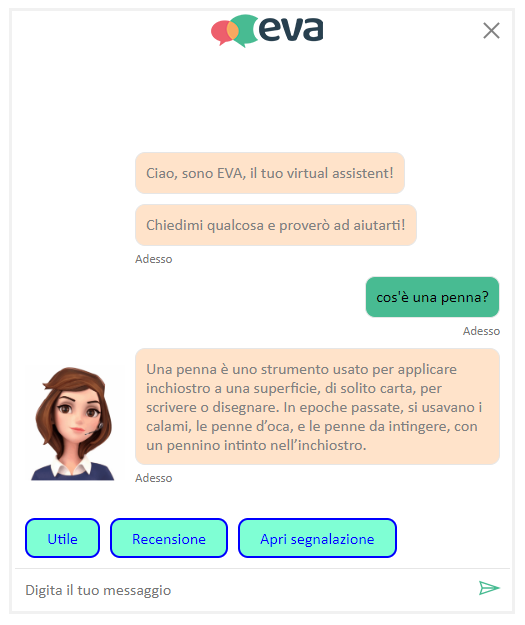 eva
Ciao, sono EVA, il tuo virtual assistent!
Chiedimi qualcosa e proverò ad aiutarti!
Adesso
cos'è una penna?
Adesso
Una penna è uno strumento usato per applicare
inchiostro a una superficie, di solito carta, per
scrivere o disegnare. In epoche passate, si usavano i
calami, le penne d’oca, e le penne da intingere, con
un pennino intinto nell’inchiostro.
Adesso
Utile
Recensione
Apri segnalazione
Digita il tuo messaggio